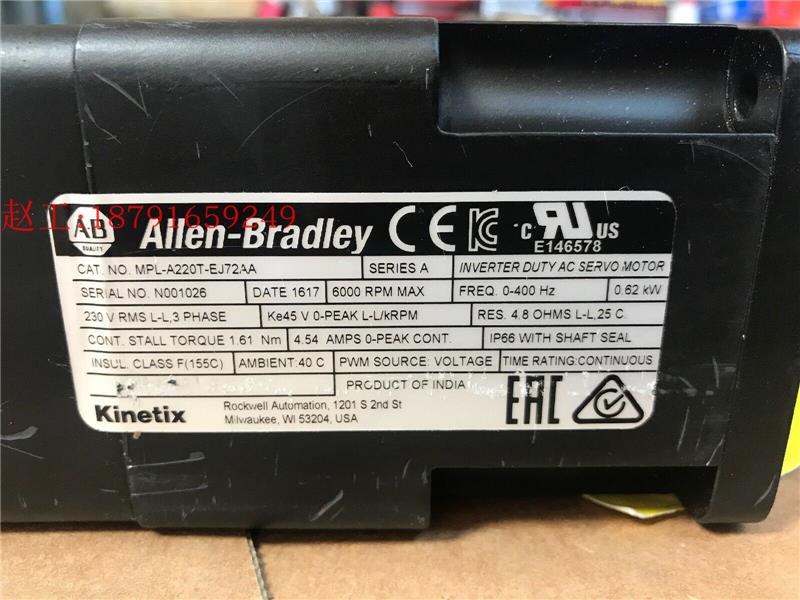 赵工:18791659349
AB
QUALITY
Allen-Bradley CE C RU US
E146578
CAT. NO. MPL-A220T-EJ72AA SERIES A INVERTER DUTY AC SERVO MOTOR
SERIAL NO. N001026 DATE 1617 6000 RPM MAX FREQ. 0-400 Hz 0.62 kW
230 V RMS L-L,3 PHASE Ke45 V 0-PEAK L-L/kRPM RES. 4.8 OHMS L-L,25 C.
CONT. STALL TORQUE 1.61 Nm 4.54 AMPS 0-PEAK CONT. IP66 WITH SHAFT SEAL
INSUL. CLASS F(155C) AMBIENT:40 C PWM SOURCE: VOLTAGE TIME RATING:CONTINUOUS
PRODUCT OF INDIA
Kinetix Rockwell Automation, 1201 S 2nd St
Milwaukee, WI 53204, USA
EAC